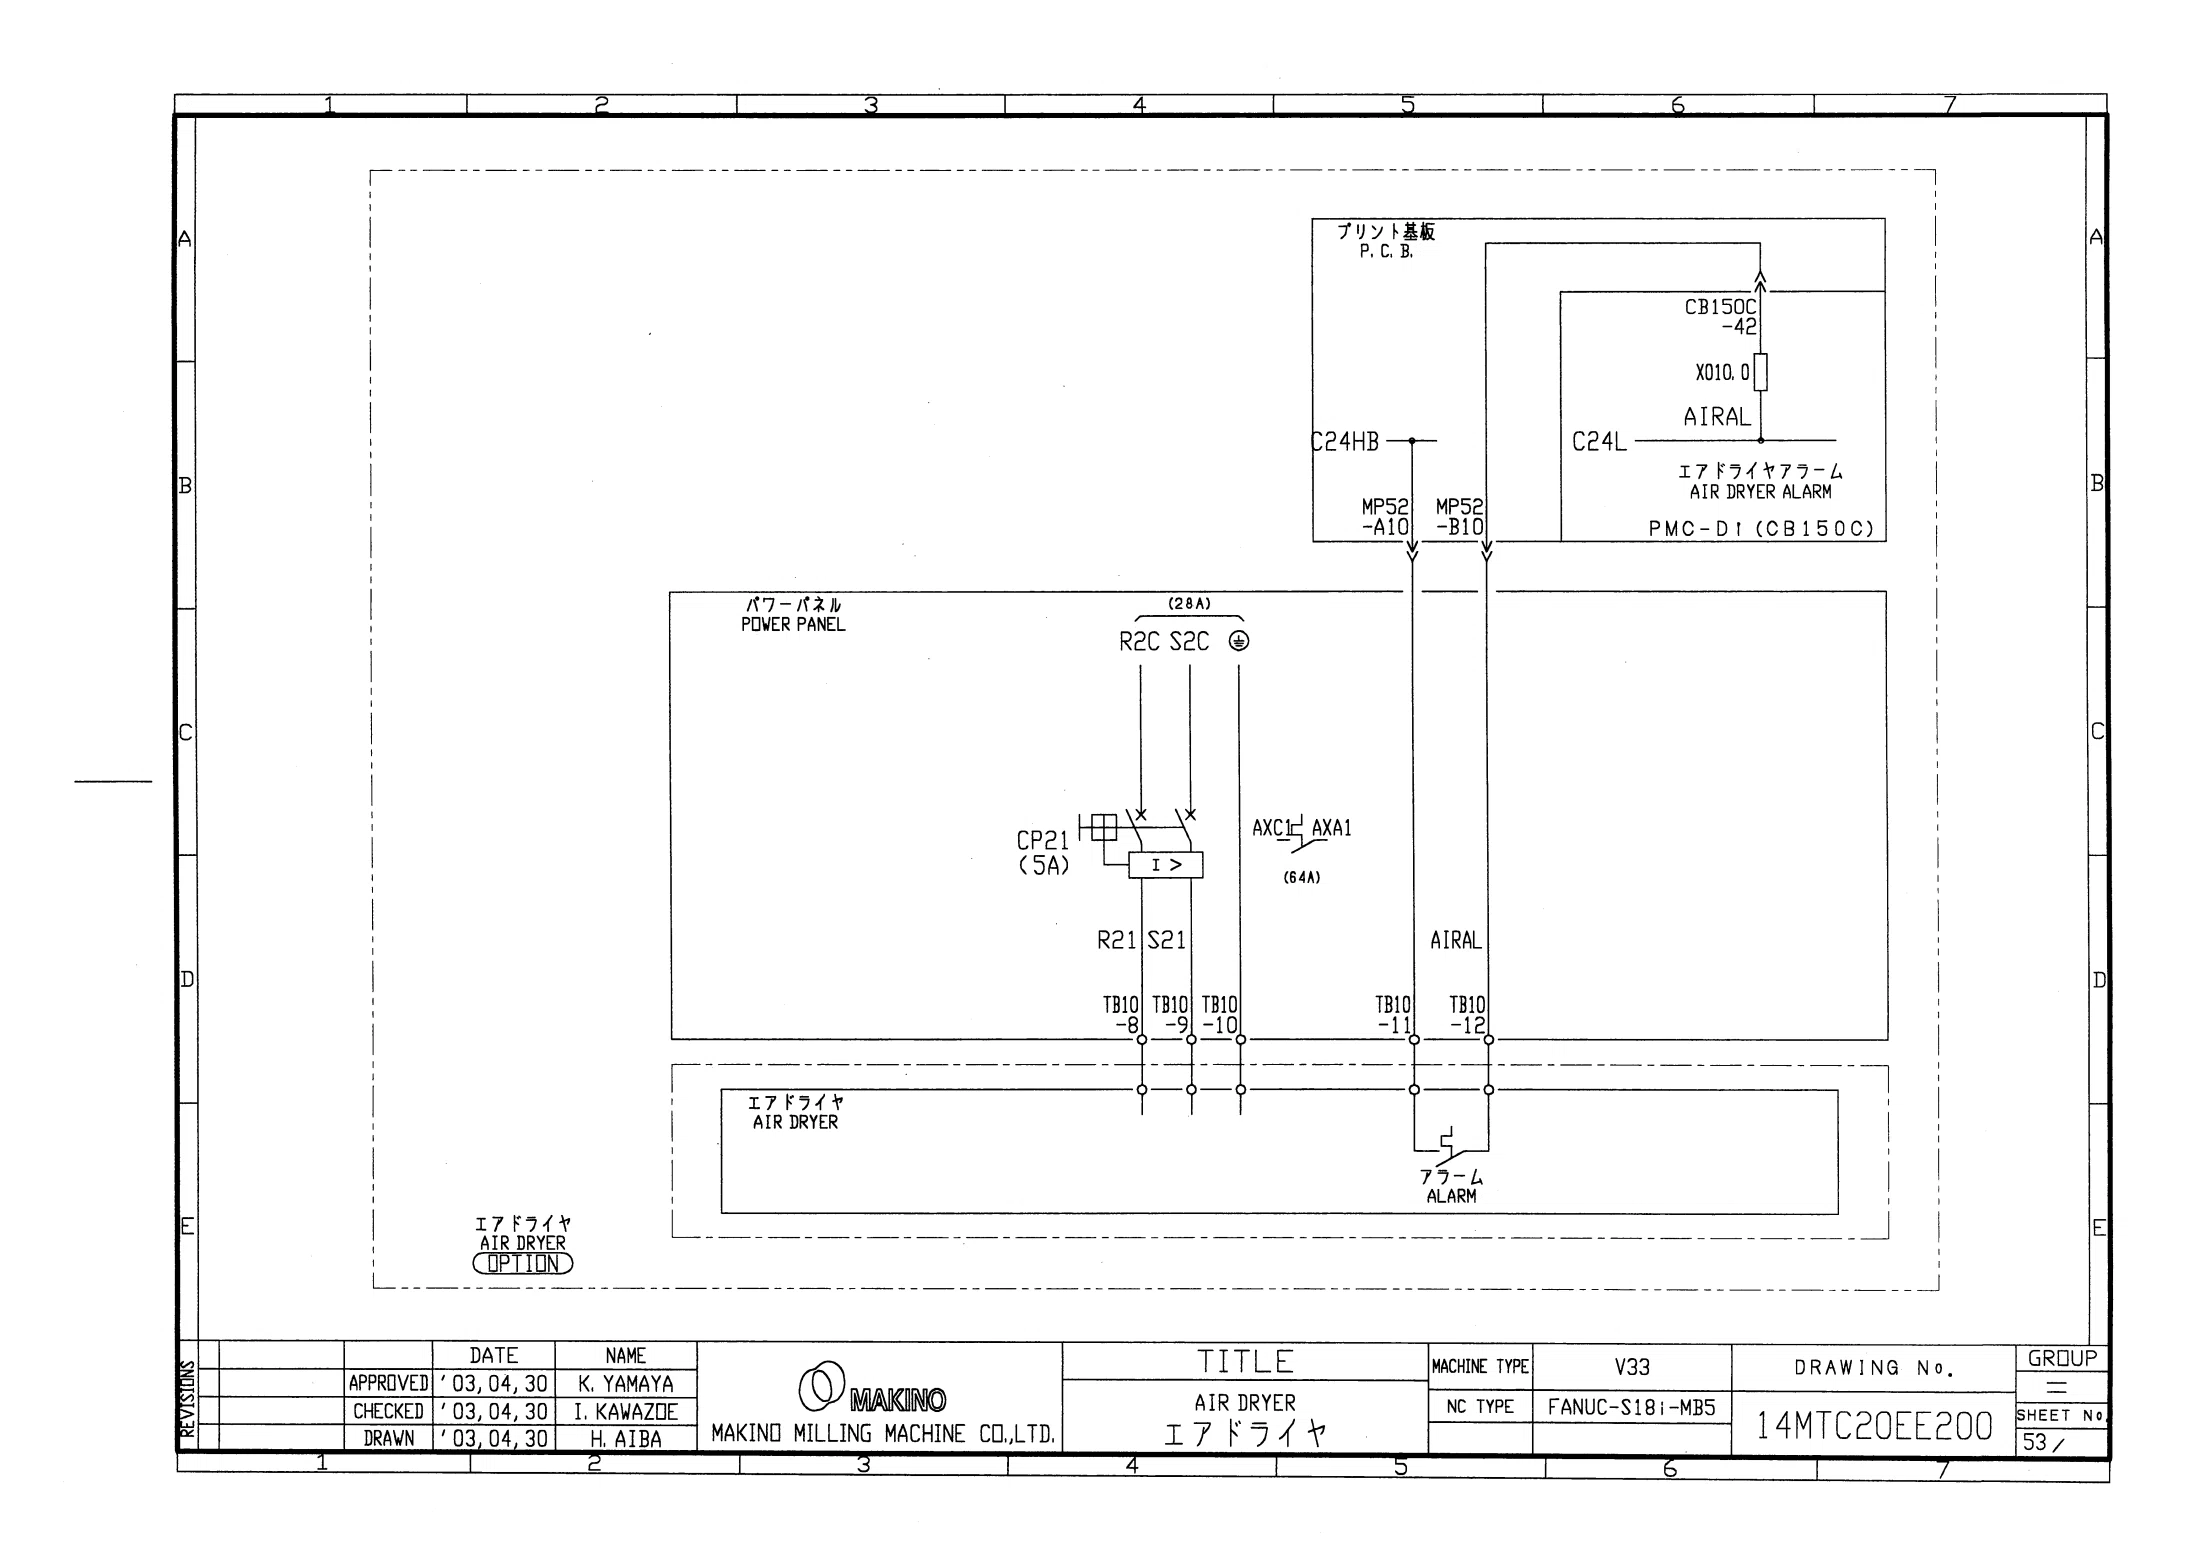 1 2 3 4 5 6 7
A A
プリント基板
P. C. B.
CB150C
-42
X010. 0
AIRAL
C24HB
C24L
エアドライヤアラーム
AIR DRYER ALARM
B B
MP52 MP52
-A10 -B10
PMC-DI (CB150C)
パワーパネル
POWER PANEL
(28A)
R2C S2C
C C
CP21
(5A)
I >
AXC1 AXA1
(64A)
R21 S21
AIRAL
D D
TB10 TB10 TB10 TB10 TB10
-8 -9 -10 -11 -12
エアドライヤ
AIR DRYER
アラーム
ALARM
E E
エアドライヤ
AIR DRYER
OPTION
REVISIONS
DATE NAME
APPROVED '03,04,30 K. YAMAYA
CHECKED '03,04,30 I. KAWAZOE
DRAWN '03,04,30 H. AIBA
MAKINO
MAKINO MILLING MACHINE CO.,LTD.
TITLE
AIR DRYER
エアドライヤ
MACHINE TYPE V33
NC TYPE FANUC-S18i-MB5
DRAWING No.
14MTC20EE200
GROUP
=
SHEET No.
53/
1 2 3 4 5 6 7